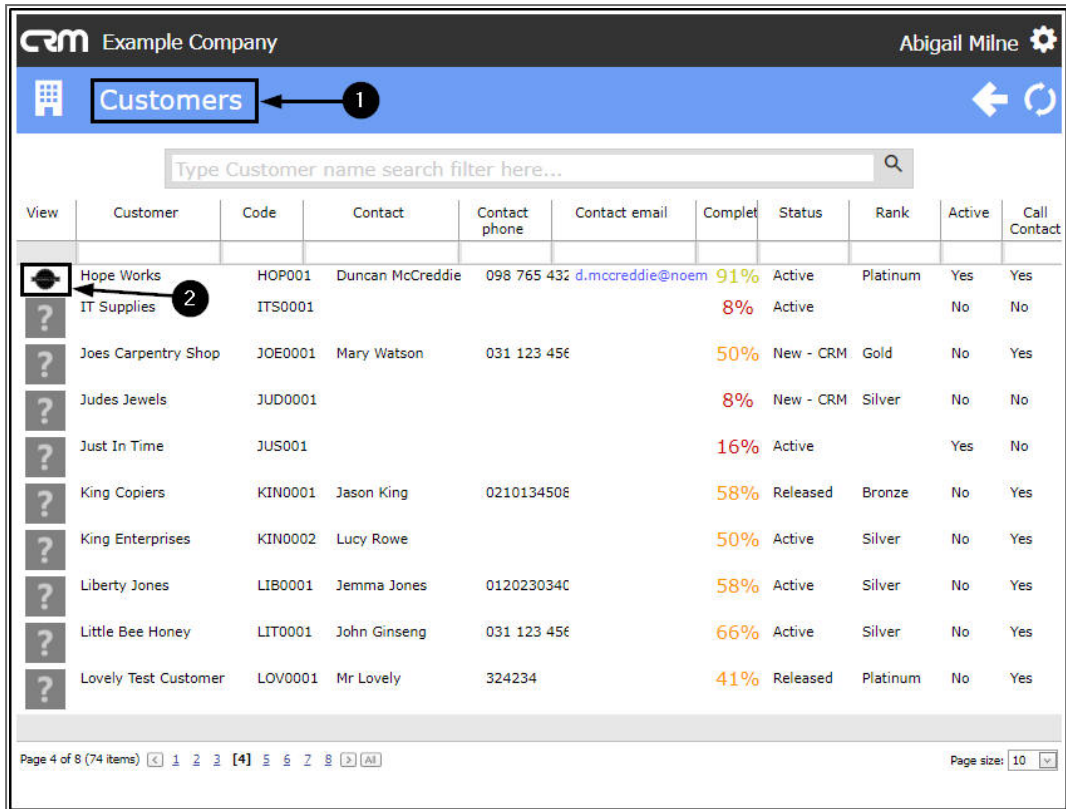 CRM Example Company Abigail Milne
Customers 1
Type Customer name search filter here...
View Customer Code Contact Contact phone Contact email Complet Status Rank Active Call Contact
Hope Works HOP001 Duncan McCreddie 098 765 432 d.mccreddie@noem 91% Active Platinum Yes Yes
2
? IT Supplies ITS0001 8% Active No No
? Joes Carpentry Shop JOE0001 Mary Watson 031 123 456 50% New - CRM Gold No Yes
? Judes Jewels JUD0001 8% New - CRM Silver No No
? Just In Time JUS001 16% Active Yes No
? King Copiers KIN0001 Jason King 0210134508 58% Released Bronze No Yes
? King Enterprises KIN0002 Lucy Rowe 50% Active Silver No Yes
? Liberty Jones LIB0001 Jemma Jones 0120230340 58% Active Silver No Yes
? Little Bee Honey LIT0001 John Ginseng 031 123 456 66% Active Silver No Yes
? Lovely Test Customer LOV0001 Mr Lovely 324234 41% Released Platinum No Yes
Page 4 of 8 (74 items) < 1 2 3 [4] 5 6 7 8 > All Page size: 10